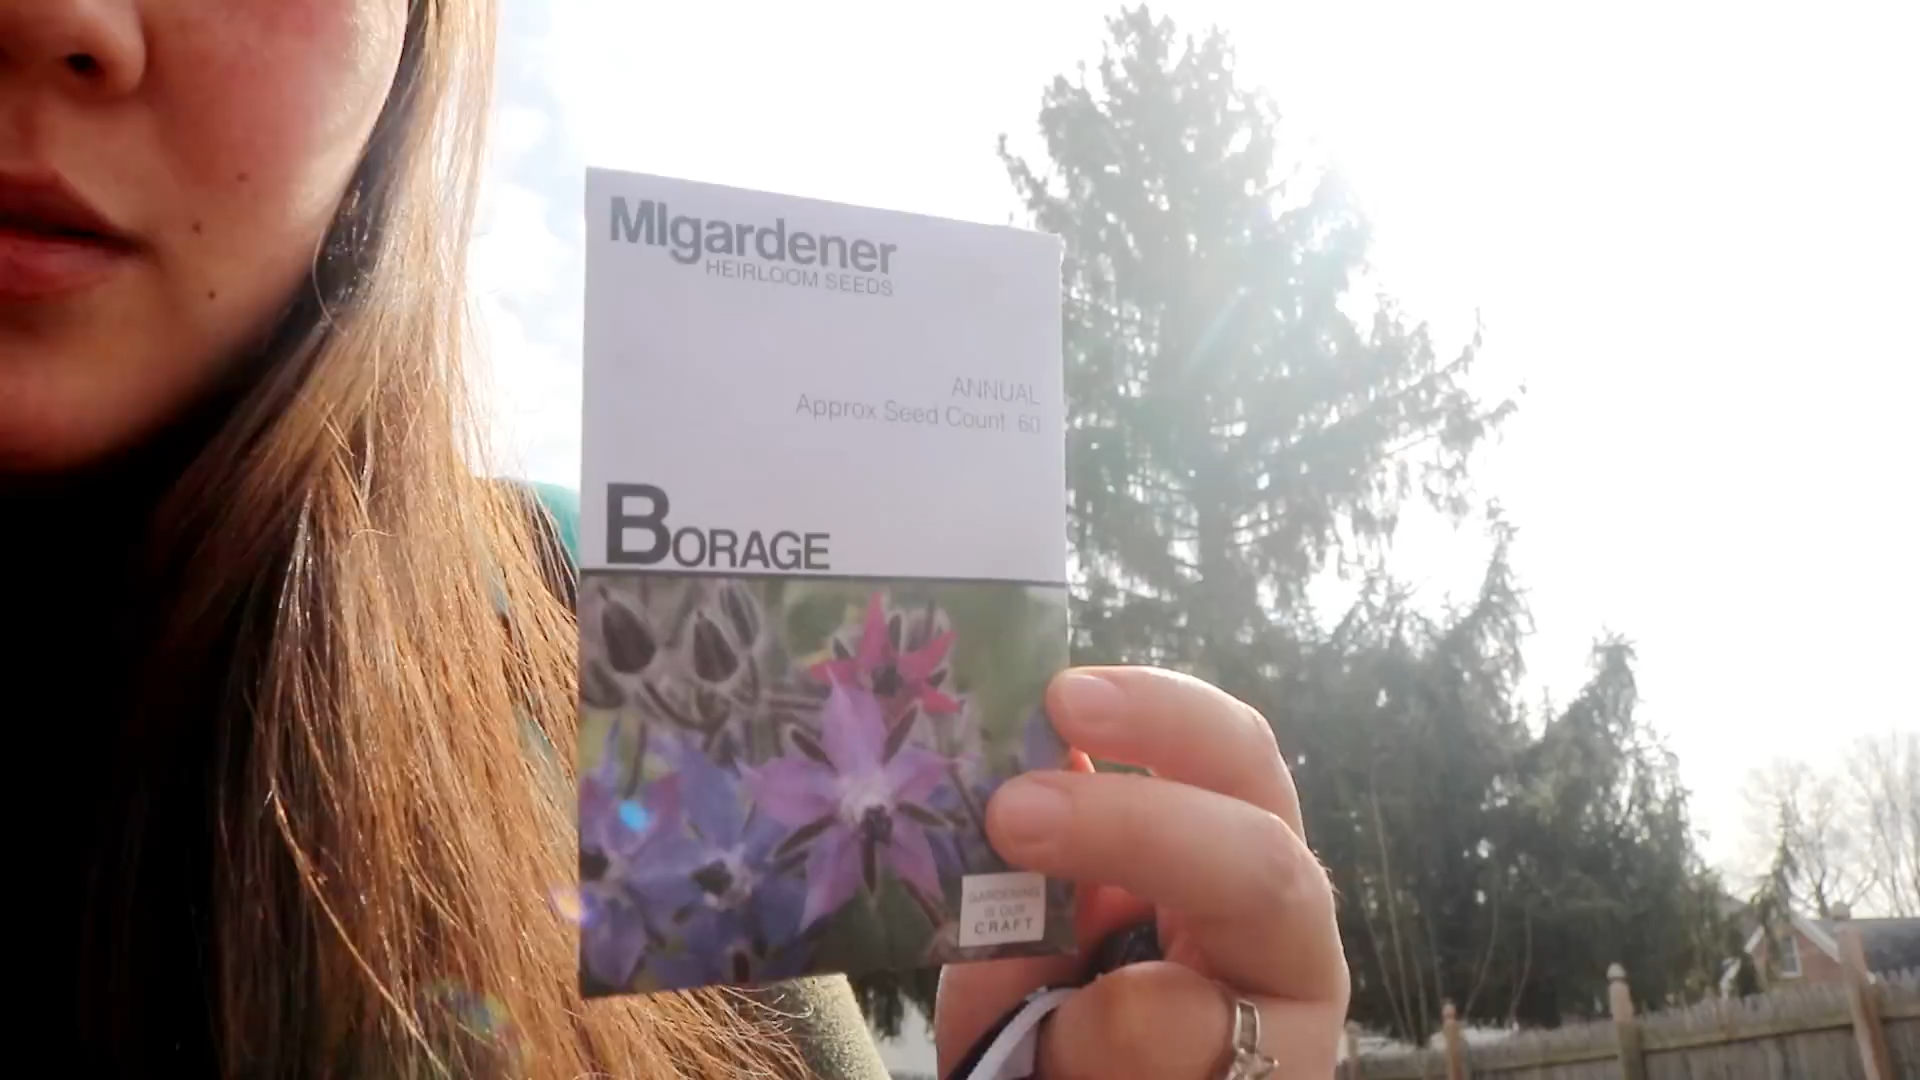 MIgardener
HEIRLOOM SEEDS
ANNUAL
Approx Seed Count: 60
BORAGE
GARDENING
IS OUR
CRAFT